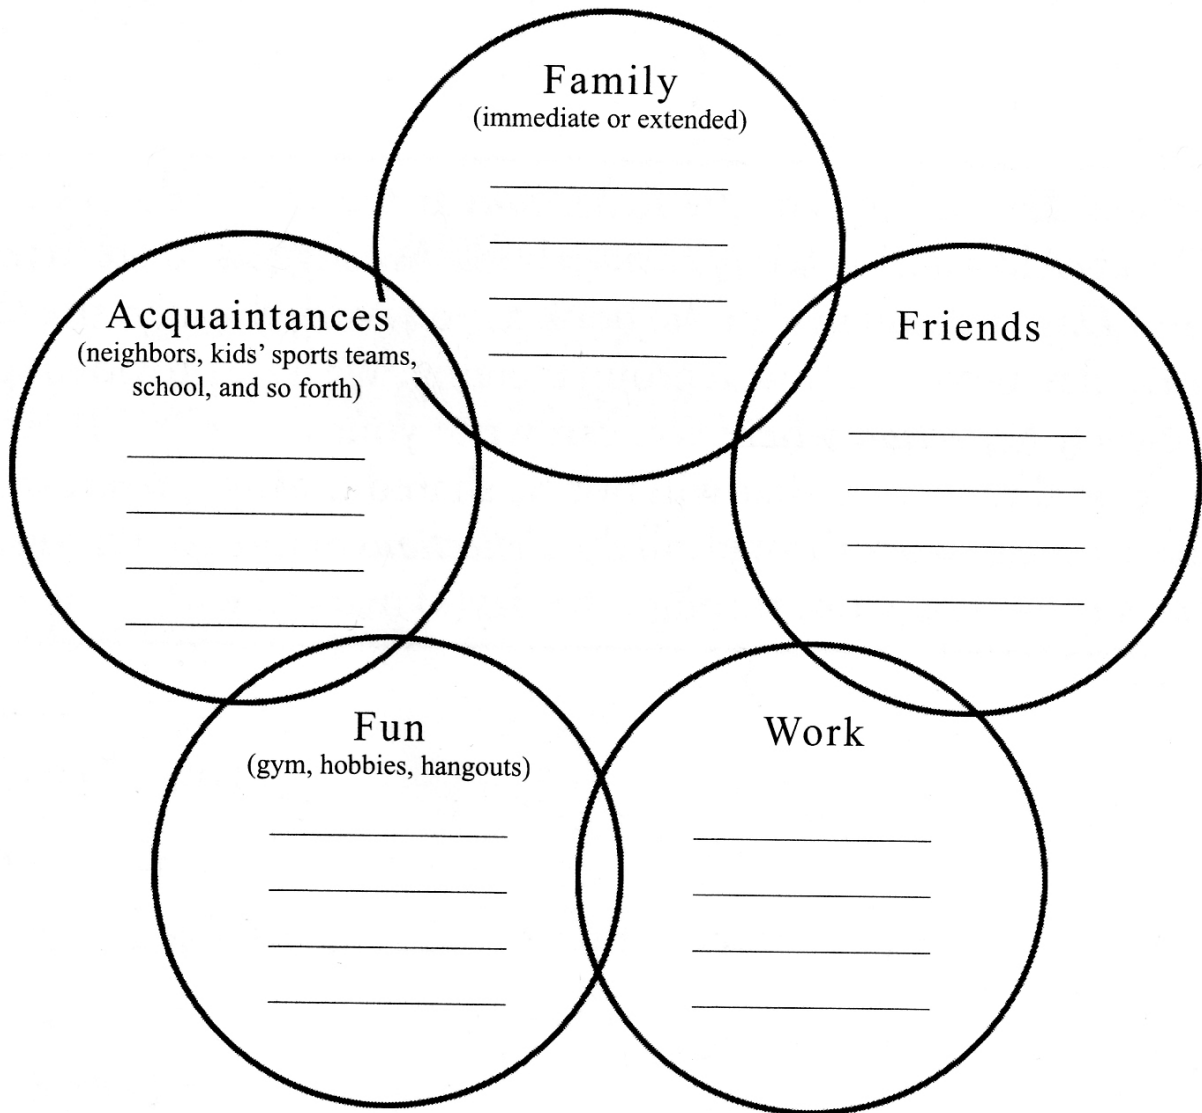 Family
(immediate or extended)
Acquaintances
(neighbors, kids’ sports teams,
school, and so forth)
Friends
Fun
(gym, hobbies, hangouts)
Work